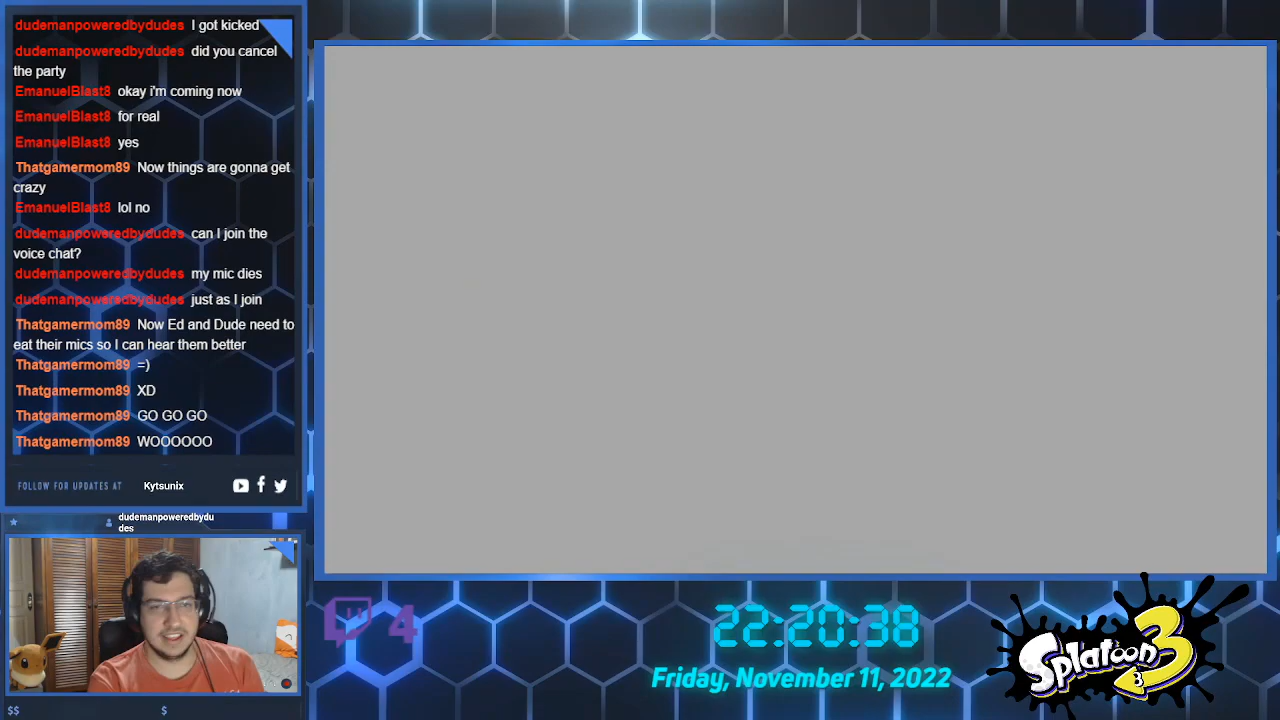 dudemanpoweredbydudes I got kicked
dudemanpoweredbydudes did you cancel
the party
EmanuelBlast8 okay i'm coming now
EmanuelBlast8 for real
EmanuelBlast8 yes
Thatgamermom89 Now things are gonna get
crazy
EmanuelBlast8 lol no
dudemanpoweredbydudes can I join the
voice chat?
dudemanpoweredbydudes my mic dies
dudemanpoweredbydudes just as I join
Thatgamermom89 Now Ed and Dude need to
eat their mics so I can hear them better
Thatgamermom89 =)
Thatgamermom89 XD
Thatgamermom89 GO GO GO
Thatgamermom89 WOOOOOO
FOLLOW FOR UPDATES AT Kytsunix
dudemanpoweredbydu
des
$$ $
4
22:20:38
Friday, November 11, 2022
Splatoon 3